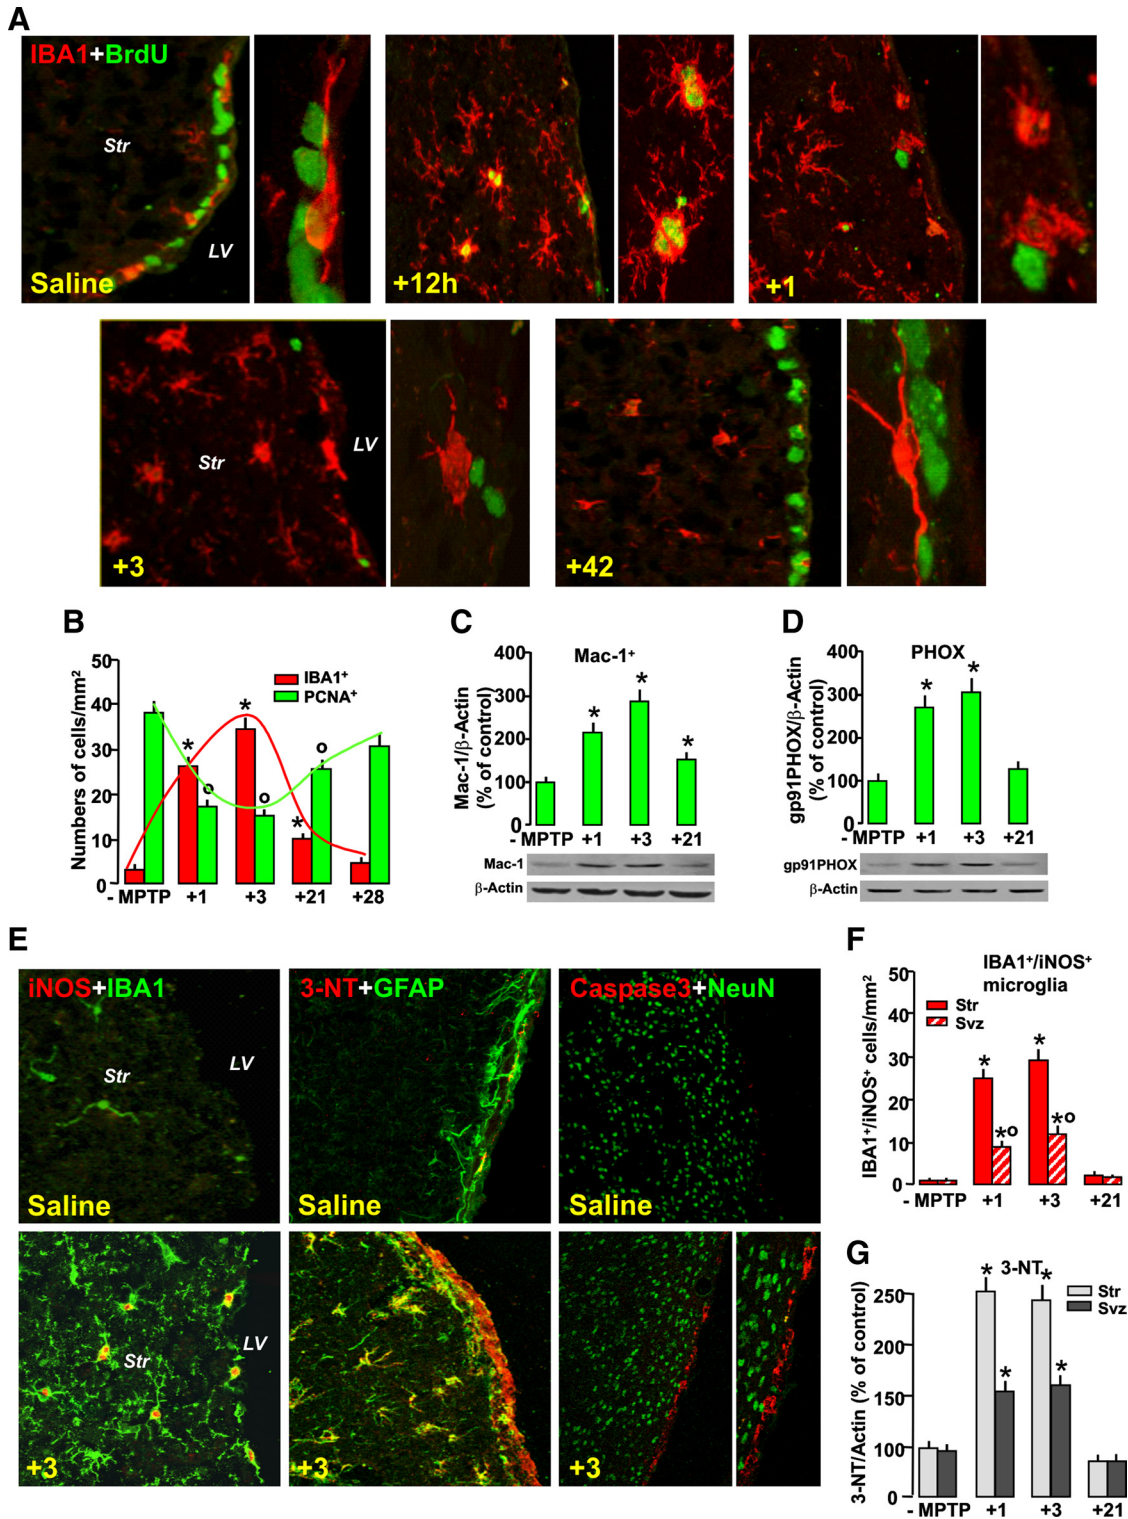 A
IBA1+BrdU
Str
LV
Saline
+12h
+1
Str
LV
+3
+42
B
Numbers of cells/mm²
50
40
30
20
10
0
IBA1⁺
PCNA⁺
*
*
o
o
*
o
- MPTP +1 +3 +21 +28
C
Mac-1/β-Actin
(% of control)
Mac-1⁺
400
300
200
100
0
*
*
*
- MPTP +1 +3 +21
Mac-1
β-Actin
D
gp91PHOX/β-Actin
(% of control)
PHOX
400
300
200
100
0
*
*
- MPTP +1 +3 +21
gp91PHOX
β-Actin
E
iNOS+IBA1
Str
LV
Saline
3-NT+GFAP
Saline
Caspase3+NeuN
Saline
Str
LV
+3
+3
+3
F
IBA1⁺/iNOS⁺
microglia
IBA1⁺/iNOS⁺ cells/mm²
50
40
30
20
10
0
Str
Svz
*
*o
*
*o
- MPTP +1 +3 +21
G
3-NT
3-NT/Actin (% of control)
250
200
150
100
0
Str
Svz
*
*
*
*
- MPTP +1 +3 +21